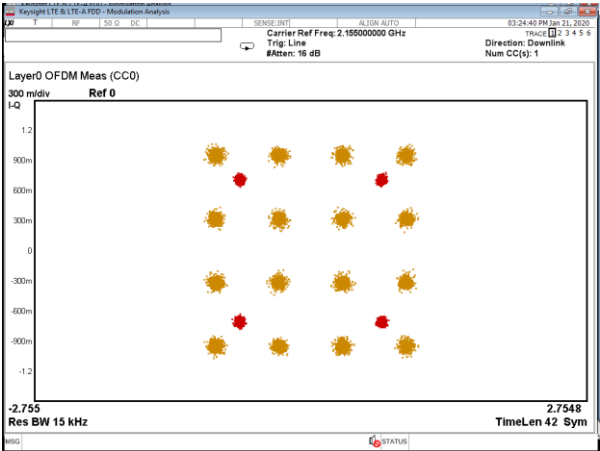 Keysight LTE & LTE-A FDD - Modulation Analysis
T RF 50 Ω DC SENSE:INT ALIGN AUTO 03:24:40 PM Jan 21, 2020
Carrier Ref Freq: 2.155000000 GHz TRACE 1 2 3 4 5 6
Trig: Line Direction: Downlink
#Atten: 16 dB Num CC(s): 1
Layer0 OFDM Meas (CC0)
300 m/div Ref 0
I-Q
1.2
900m
600m
300m
0
-300m
-600m
-900m
-1.2
-2.755 2.7548
Res BW 15 kHz TimeLen 42 Sym
MSG STATUS